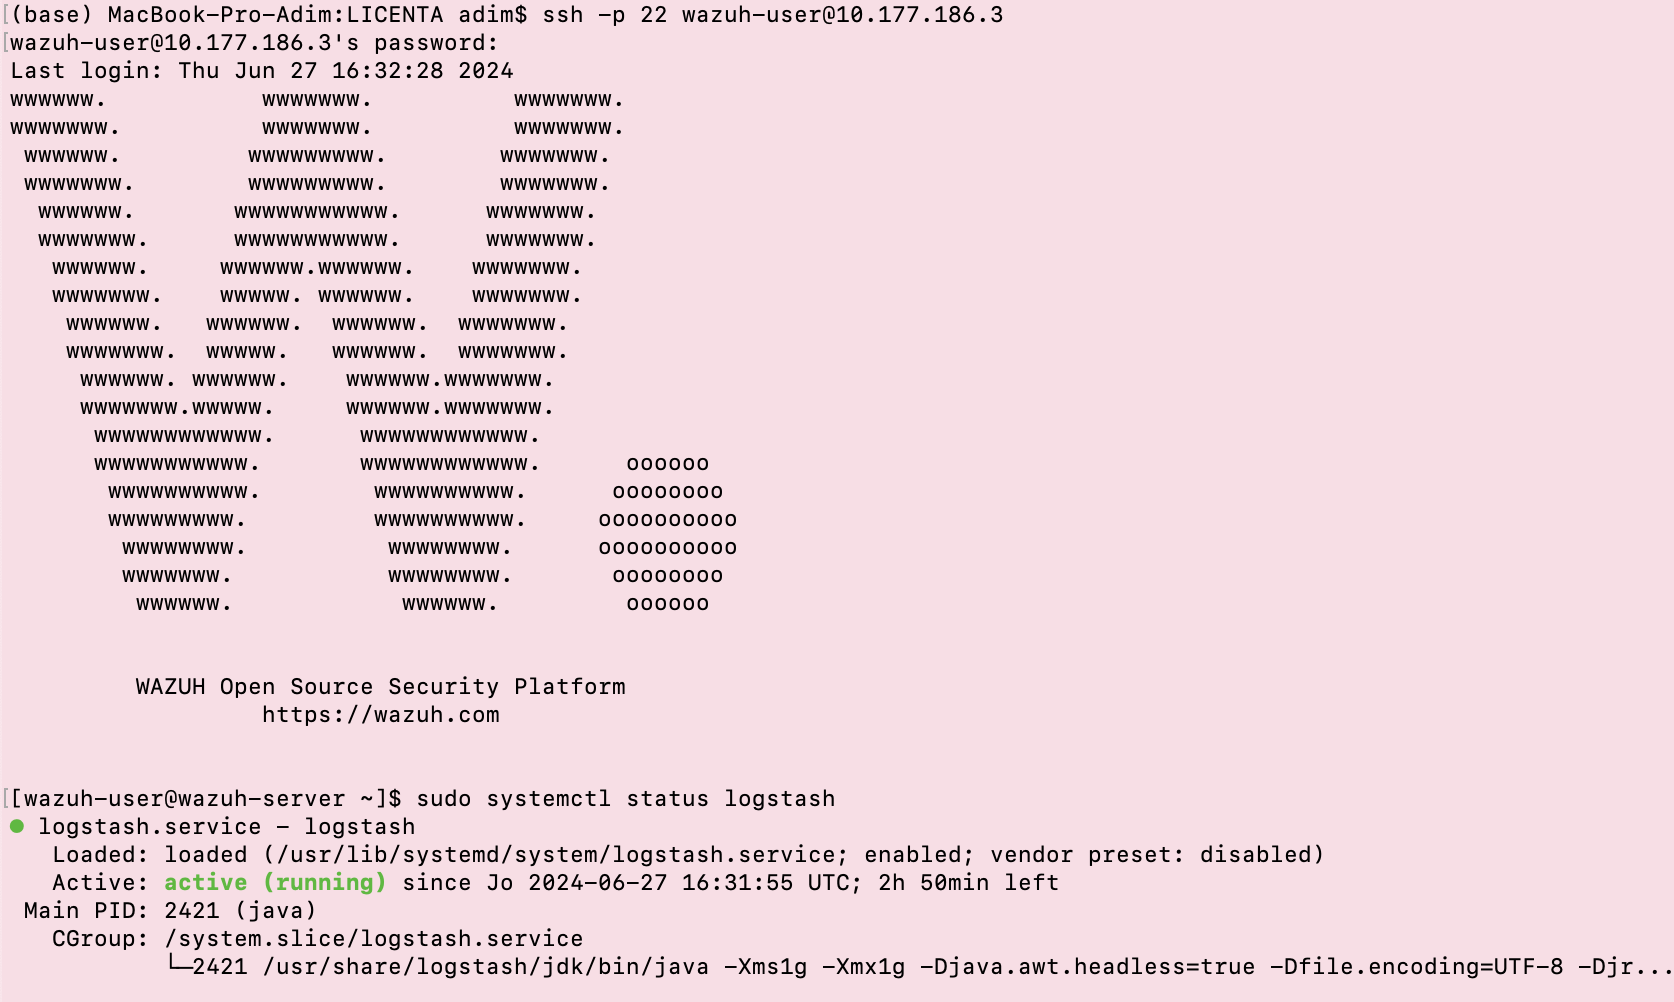 [(base) MacBook-Pro-Adim:LICENTA adim$ ssh -p 22 wazuh-user@10.177.186.3
[wazuh-user@10.177.186.3's password:
Last login: Thu Jun 27 16:32:28 2024
wwwwww.           wwwwwww.          wwwwwww.
wwwwwww.          wwwwwww.          wwwwwww.
 wwwwww.         wwwwwwwww.        wwwwwww.
 wwwwwww.        wwwwwwwww.        wwwwwww.
  wwwwww.       wwwwwwwwwww.      wwwwwww.
  wwwwwww.      wwwwwwwwwww.      wwwwwww.
   wwwwww.     wwwwww.wwwwww.    wwwwwww.
   wwwwwww.    wwwww. wwwwww.    wwwwwww.
    wwwwww.   wwwwww.  wwwwww.  wwwwwww.
    wwwwwww.  wwwww.   wwwwww.  wwwwwww.
     wwwwww. wwwwww.    wwwwww.wwwwwww.
     wwwwwww.wwwww.     wwwwww.wwwwwww.
      wwwwwwwwwwww.      wwwwwwwwwwww.
      wwwwwwwwwww.       wwwwwwwwwwww.      oooooo
       wwwwwwwwww.        wwwwwwwwww.      oooooooo
       wwwwwwwww.         wwwwwwwwww.     oooooooooo
        wwwwwwww.          wwwwwwww.      oooooooooo
        wwwwwww.           wwwwwwww.       oooooooo
         wwwwww.            wwwwww.         oooooo
WAZUH Open Source Security Platform
https://wazuh.com
[[wazuh-user@wazuh-server ~]$ sudo systemctl status logstash
● logstash.service - logstash
   Loaded: loaded (/usr/lib/systemd/system/logstash.service; enabled; vendor preset: disabled)
   Active: active (running) since Jo 2024-06-27 16:31:55 UTC; 2h 50min left
 Main PID: 2421 (java)
   CGroup: /system.slice/logstash.service
           └─2421 /usr/share/logstash/jdk/bin/java -Xms1g -Xmx1g -Djava.awt.headless=true -Dfile.encoding=UTF-8 -Djr...